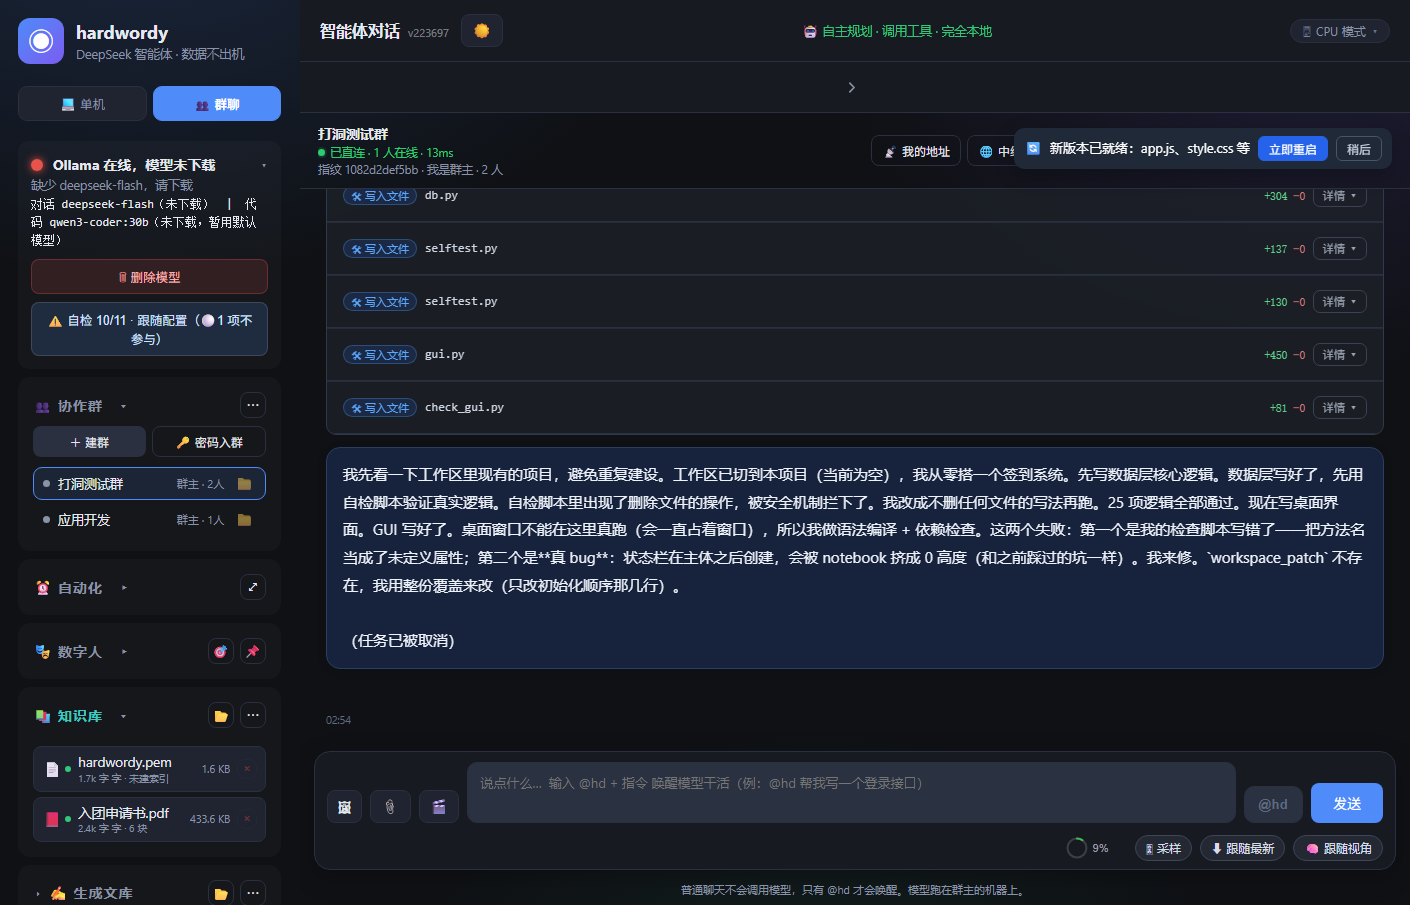 hardwordy
DeepSeek 智能体 · 数据不出机
单机
群聊
Ollama 在线，模型未下载
缺少 deepseek-flash，请下载
对话 deepseek-flash（未下载） | 代
码 qwen3-coder:30b（未下载，暂用默认
模型）
删除模型
自检 10/11 · 跟随配置（ 1 项不
参与）
协作群
＋ 建群
密码入群
打洞测试群 群主 · 2人
应用开发 群主 · 1人
自动化
数字人
知识库
hardwordy.pem
1.7k 字 字 · 未建索引
1.6 KB ×
入团申请书.pdf
2.4k 字 字 · 6 块
433.6 KB ×
生成文库
智能体对话 v223697
自主规划 · 调用工具 · 完全本地
CPU 模式
打洞测试群
已直连 · 1 人在线 · 13ms
指纹 1082d2def5bb · 我是群主 · 2 人
我的地址
新版本已就绪：app.js、style.css 等
立即重启
稍后
写入文件 db.py +304 −0 详情
写入文件 selftest.py +137 −0 详情
写入文件 selftest.py +130 −0 详情
写入文件 gui.py +450 −0 详情
写入文件 check_gui.py +81 −0 详情
我先看一下工作区里现有的项目，避免重复建设。工作区已切到本项目（当前为空），我从零搭一个签到系统。先写数据层核心逻辑。数据层写好了，先用
自检脚本验证真实逻辑。自检脚本里出现了删除文件的操作，被安全机制拦下了。我改成不删任何文件的写法再跑。25 项逻辑全部通过。现在写桌面界
面。GUI 写好了。桌面窗口不能在这里真跑（会一直占着窗口），所以我做语法编译 + 依赖检查。这两个失败：第一个是我的检查脚本写错了——把方法名
当成了未定义属性；第二个是**真 bug**：状态栏在主体之后创建，会被 notebook 挤成 0 高度（和之前踩过的坑一样）。我来修。`workspace_patch` 不存
在，我用整份覆盖来改（只改初始化顺序那几行）。
（任务已被取消）
02:54
说点什么… 输入 @hd + 指令 唤醒模型干活（例：@hd 帮我写一个登录接口）
@hd
发送
9%
采样
跟随最新
跟随视角
普通聊天不会调用模型，只有 @hd 才会唤醒。模型跑在群主的机器上。